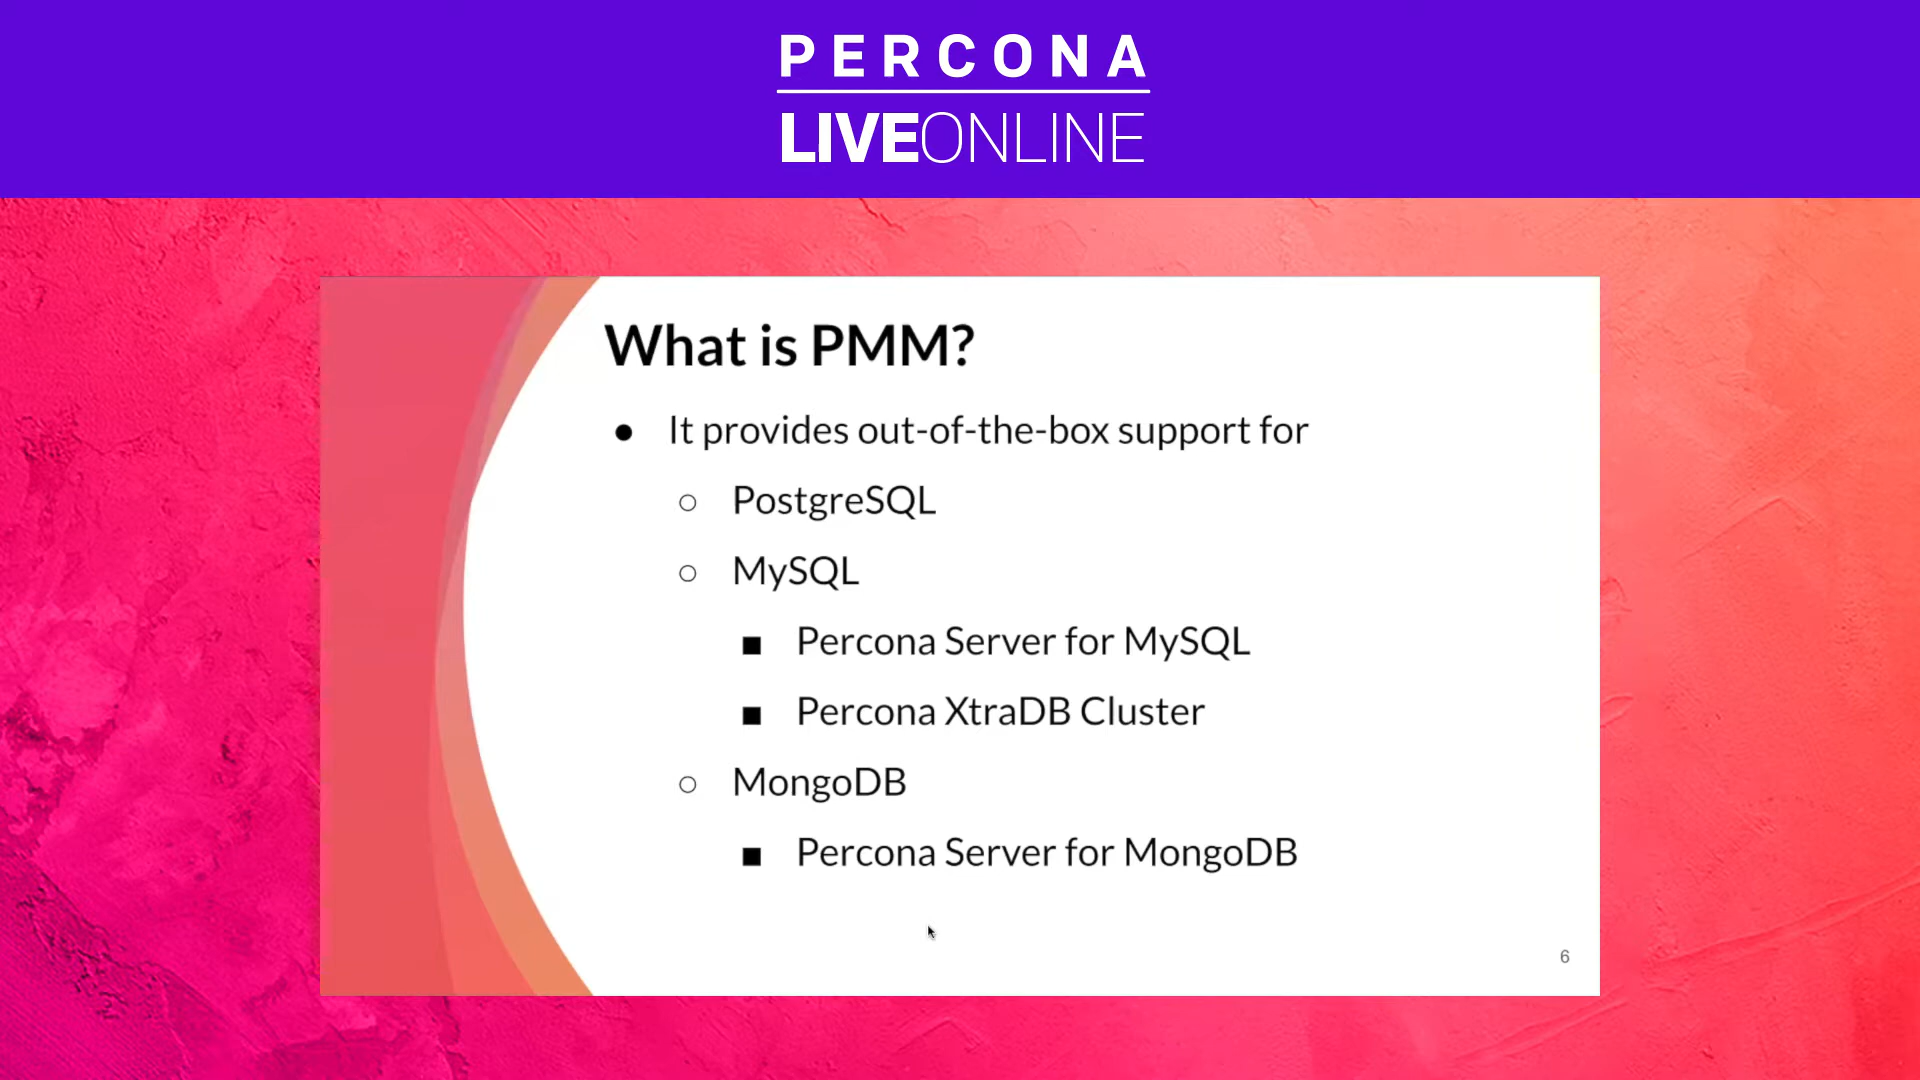 PERCONA
LIVEONLINE
What is PMM?
● It provides out-of-the-box support for
○ PostgreSQL
○ MySQL
■ Percona Server for MySQL
■ Percona XtraDB Cluster
○ MongoDB
■ Percona Server for MongoDB
6